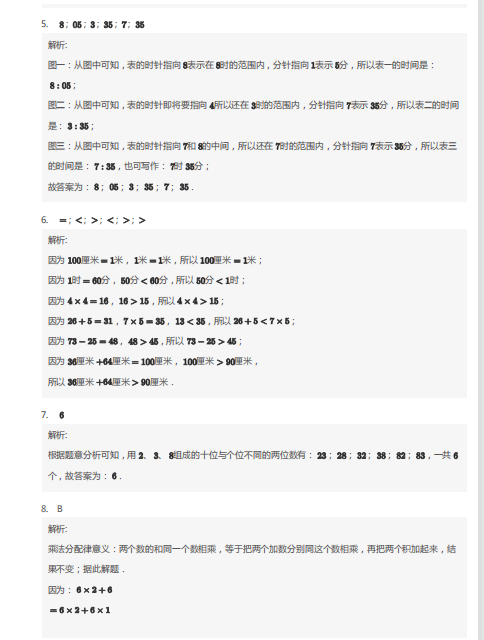 5. 8；05；3；35；7；35
解析:
图一：从图中可知，表的时针指向8表示在8时的范围内，分针指向1表示5分，所以表一的时间是：
8 : 05；
图二：从图中可知，表的时针即将要指向4所以还在3时的范围内，分针指向7表示35分，所以表二的时间
是：3 : 35；
图三：从图中可知，表的时针指向7和8的中间，所以还在7时的范围内，分针指向7表示35分，所以表三
的时间是：7 : 35，也可写作：7时35分；
故答案为：8；05；3；35；7；35．
6. =；<；>；<；>；>
解析:
因为100厘米=1米，1米=1米，所以100厘米=1米；
因为1时=60分，50分<60分，所以50分<1时；
因为4×4=16，16>15，所以4×4>15；
因为26+5=31，7×5=35，13<35，所以26+5<7×5；
因为73−25=48，48>45，所以73−25>45；
因为36厘米+64厘米=100厘米，100厘米>90厘米，
所以36厘米+64厘米>90厘米．
7. 6
解析:
根据题意分析可知，用2、3、8组成的十位与个位不同的两位数有：23；28；32；38；82；83，一共6
个，故答案为：6．
8. B
解析:
乘法分配律意义：两个数的和同一个数相乘，等于把两个加数分别同这个数相乘，再把两个积加起来，结
果不变；据此解题．
因为：6×2+6
=6×2+6×1